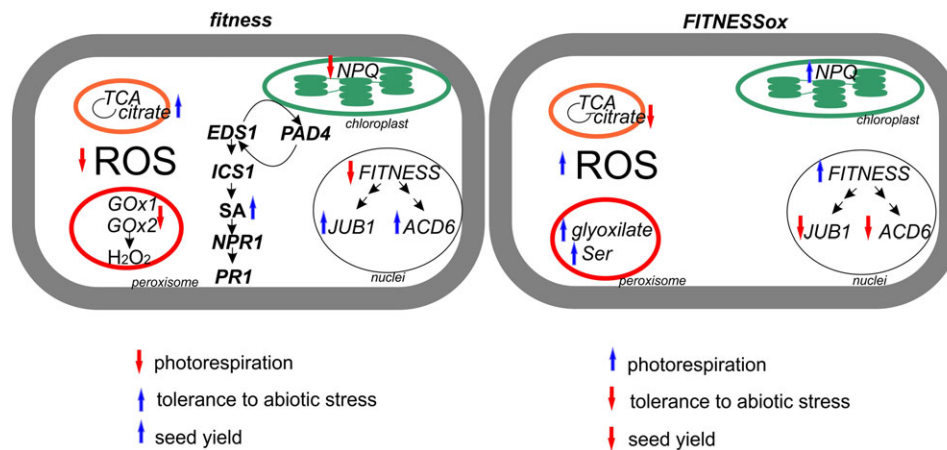 fitness
NPQ
chloroplast
TCA
citrate
EDS1
PAD4
ROS
ICS1
FITNESS
SA
JUB1
ACD6
GOx1
GOx2
H2O2
NPR1
PR1
peroxisome
nuclei
photorespiration
tolerance to abiotic stress
seed yield
FITNESSox
NPQ
chloroplast
TCA
citrate
ROS
FITNESS
JUB1
ACD6
glyoxilate
Ser
peroxisome
nuclei
photorespiration
tolerance to abiotic stress
seed yield